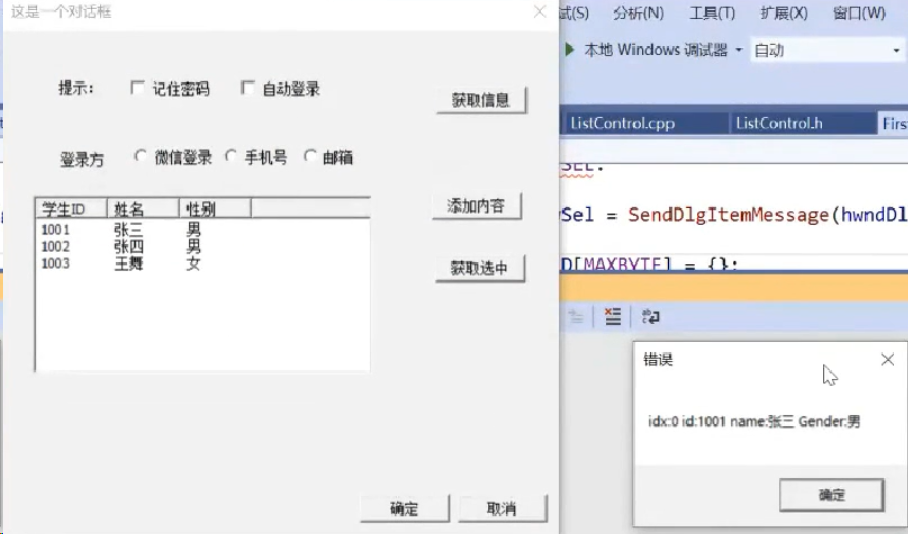 这是一个对话框
试(S) 分析(N) 工具(T) 扩展(X) 窗口(W)
本地 Windows 调试器 自动
提示： 记住密码 自动登录
获取信息
ListControl.cpp ListControl.h Firs
登录方 微信登录 手机号 邮箱
SEL:
学生ID 姓名 性别
添加内容
Sel = SendDlgItemMessage(hwndDl
1001 张三 男
1002 张四 男
1003 王舞 女
获取选中
D[MAXBYTE] = {};
错误
idx:0 id:1001 name:张三 Gender:男
确定
确定 取消